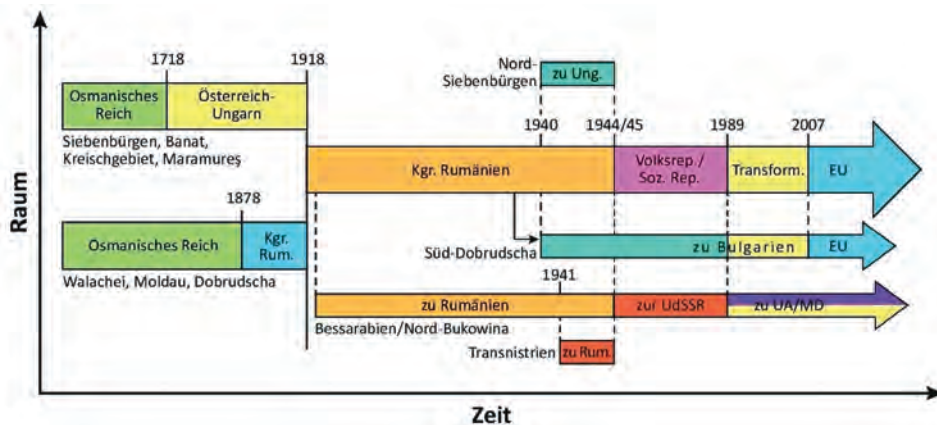 Raum
1718
1918
Osmanisches
Reich
Österreich-
Ungarn
Siebenbürgen, Banat,
Kreischgebiet, Maramureş
Nord-
Siebenbürgen
zu Ung.
1940
1944/45
1989
2007
Kgr. Rumänien
Volksrep./
Soz. Rep.
Transform.
EU
1878
Osmanisches Reich
Kgr.
Rum.
Walachei, Moldau, Dobrudscha
Süd-Dobrudscha
zu Bulgarien
EU
1941
zu Rumänien
zur UdSSR
zu UA/MD
Bessarabien/Nord-Bukowina
Transnistrien
zu Rum.
Zeit